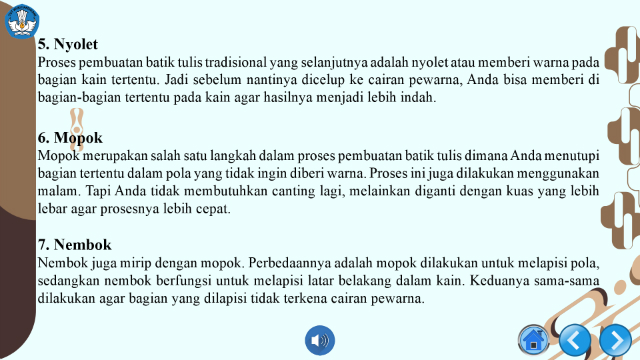 5. Nyolet
Proses pembuatan batik tulis tradisional yang selanjutnya adalah nyolet atau memberi warna pada
bagian kain tertentu. Jadi sebelum nantinya dicelup ke cairan pewarna, Anda bisa memberi di
bagian-bagian tertentu pada kain agar hasilnya menjadi lebih indah.
6. Mopok
Mopok merupakan salah satu langkah dalam proses pembuatan batik tulis dimana Anda menutupi
bagian tertentu dalam pola yang tidak ingin diberi warna. Proses ini juga dilakukan menggunakan
malam. Tapi Anda tidak membutuhkan canting lagi, melainkan diganti dengan kuas yang lebih
lebar agar prosesnya lebih cepat.
7. Nembok
Nembok juga mirip dengan mopok. Perbedaannya adalah mopok dilakukan untuk melapisi pola,
sedangkan nembok berfungsi untuk melapisi latar belakang dalam kain. Keduanya sama-sama
dilakukan agar bagian yang dilapisi tidak terkena cairan pewarna.